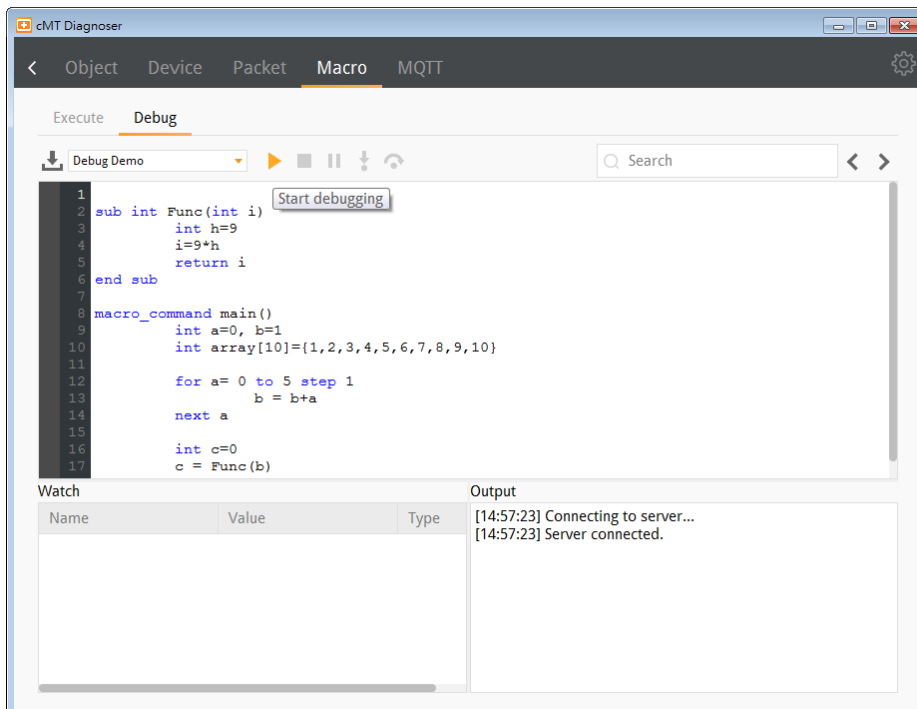 cMT Diagnoser
Object Device Packet Macro MQTT
Execute Debug
Debug Demo Search
Start debugging
1
2 sub int Func(int i)
3 int h=9
4 i=9*h
5 return i
6 end sub
7
8 macro_command main()
9 int a=0, b=1
10 int array[10]={1,2,3,4,5,6,7,8,9,10}
11
12 for a= 0 to 5 step 1
13 b = b+a
14 next a
15
16 int c=0
17 c = Func(b)
Watch
Name Value Type
Output
[14:57:23] Connecting to server...
[14:57:23] Server connected.